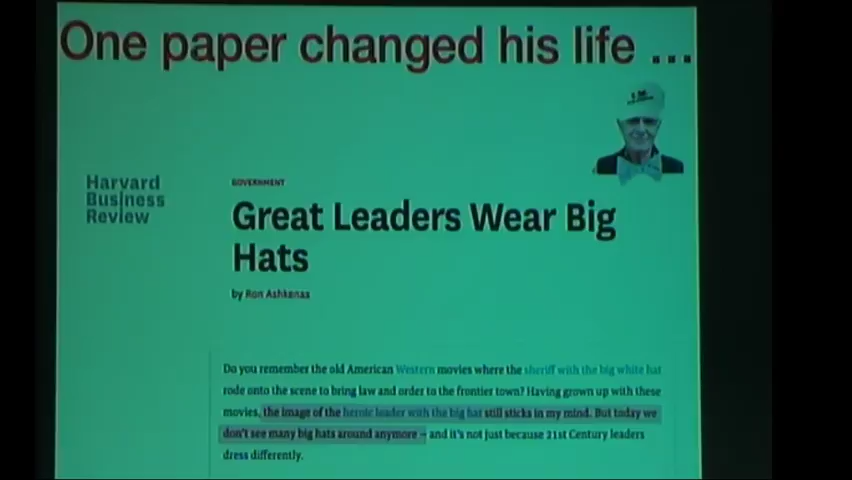 One paper changed his life ...
Harvard
Business
Review
GOVERNMENT
Great Leaders Wear Big
Hats
by Ron Ashkenas
Do you remember the old American Western movies where the sheriff with the big white hat
rode onto the scene to bring law and order to the frontier town? Having grown up with these
movies, the image of the heroic leader with the big hat still sticks in my mind. But today we
don't see many big hats around anymore – and it's not just because 21st Century leaders
dress differently.